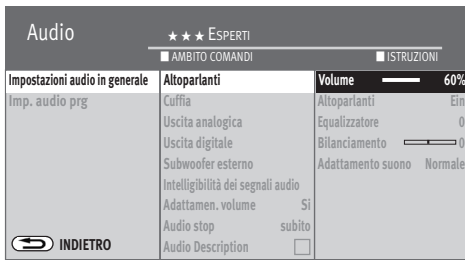 Audio
★ ★ ★ ESPERTI
AMBITO COMANDI
ISTRUZIONI
Impostazioni audio in generale
Imp. audio prg
INDIETRO
Altoparlanti
Cuffia
Uscita analogica
Uscita digitale
Subwoofer esterno
Intelligibilità dei segnali audio
Adattamen. volume Si
Audio stop subito
Audio Description
Volume 60%
Altoparlanti Ein
Equalizzatore 0
Bilanciamento 0
Adattamento suono Normale